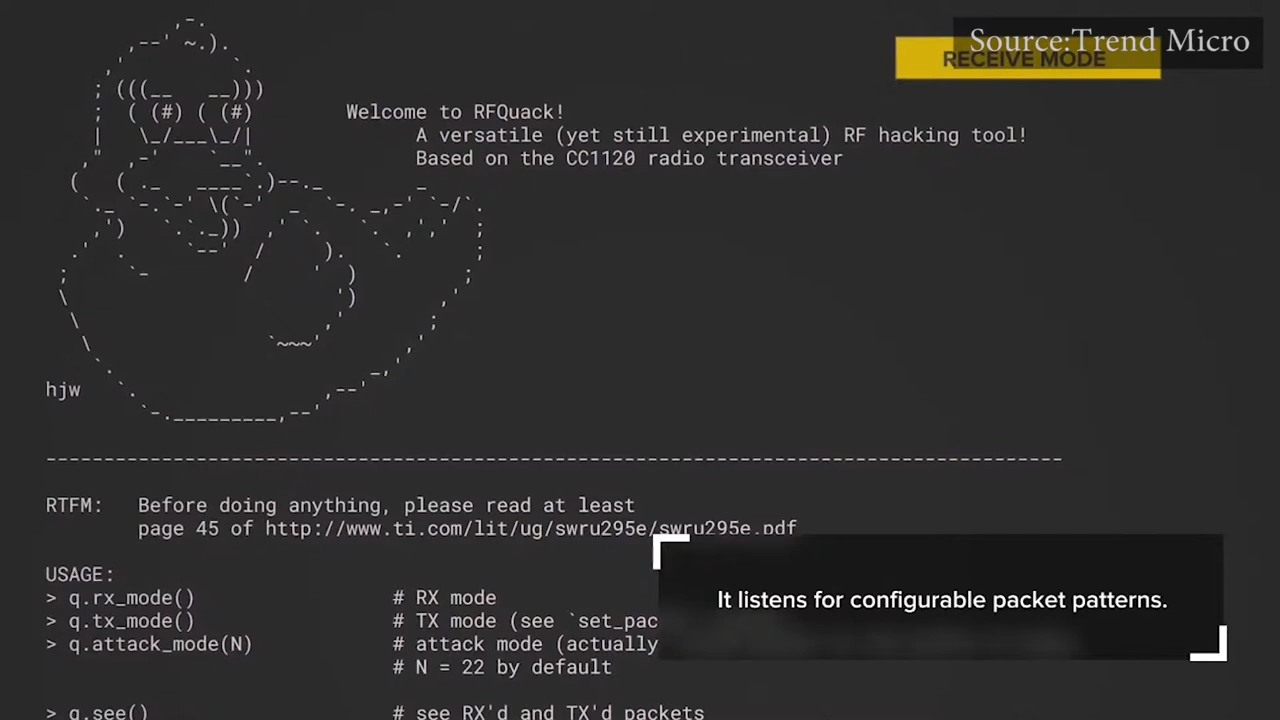 Source:Trend Micro
RECEIVE MODE
Welcome to RFQuack!
A versatile (yet still experimental) RF hacking tool!
Based on the CC1120 radio transceiver
hjw
RTFM: Before doing anything, please read at least
page 45 of http://www.ti.com/lit/ug/swru295e/swru295e.pdf
USAGE:
> q.rx_mode() # RX mode
> q.tx_mode() # TX mode (see `set_pac
> q.attack_mode(N) # attack mode (actually
# N = 22 by default
> q.see() # see RX'd and TX'd packets
It listens for configurable packet patterns.